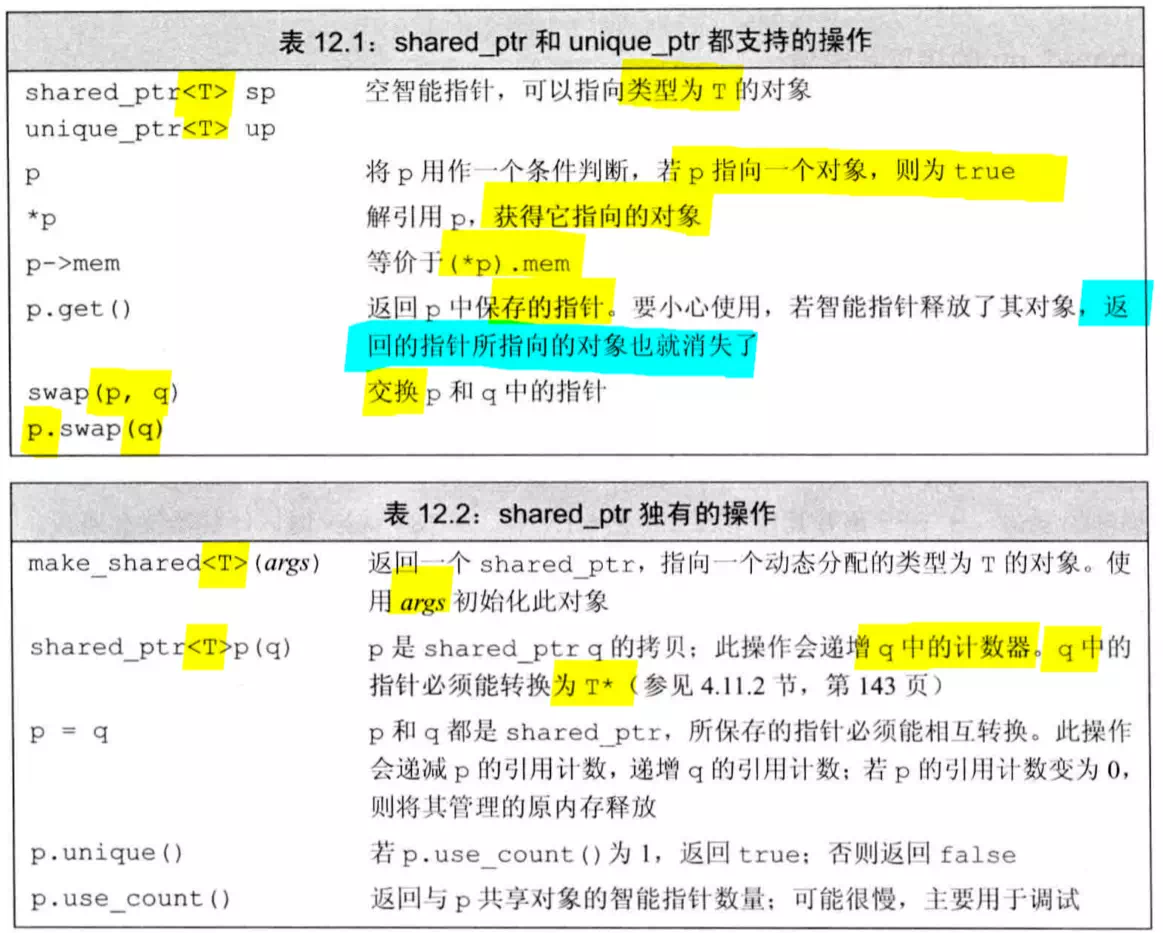 表 12.1：shared_ptr 和 unique_ptr 都支持的操作
shared_ptr<T> sp 空智能指针，可以指向类型为 T 的对象
unique_ptr<T> up
p 将 p 用作一个条件判断，若 p 指向一个对象，则为 true
*p 解引用 p，获得它指向的对象
p->mem 等价于(*p).mem
p.get() 返回 p 中保存的指针。要小心使用，若智能指针释放了其对象，返
回的指针所指向的对象也就消失了
swap(p, q) 交换 p 和 q 中的指针
p.swap(q)
表 12.2：shared_ptr 独有的操作
make_shared<T>(args) 返回一个 shared_ptr，指向一个动态分配的类型为 T 的对象。使
用 args 初始化此对象
shared_ptr<T>p(q) p 是 shared_ptr q 的拷贝；此操作会递增 q 中的计数器。q 中的
指针必须能转换为 T*（参见 4.11.2 节，第 143 页）
p = q p 和 q 都是 shared_ptr，所保存的指针必须能相互转换。此操作
会递减 p 的引用计数，递增 q 的引用计数；若 p 的引用计数变为 0，
则将其管理的原内存释放
p.unique() 若 p.use_count()为 1，返回 true；否则返回 false
p.use_count() 返回与 p 共享对象的智能指针数量；可能很慢，主要用于调试